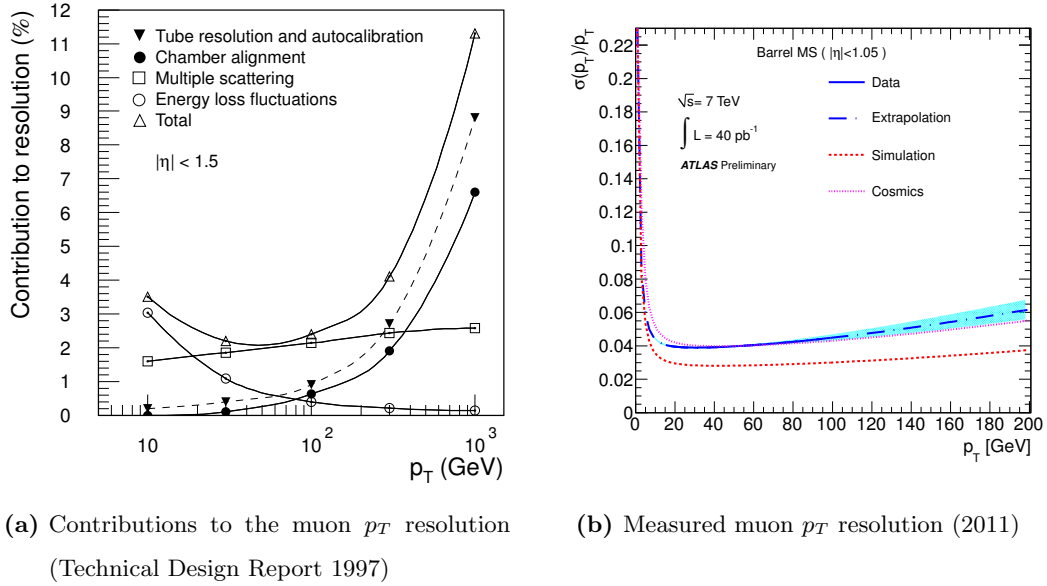 Contribution to resolution (%)
12
11
10
9
8
7
6
5
4
3
2
1
0
Tube resolution and autocalibration
Chamber alignment
Multiple scattering
Energy loss fluctuations
Total
|η| < 1.5
10
10²
10³
p_T (GeV)
σ(p_T)/p_T
0.22
0.2
0.18
0.16
0.14
0.12
0.1
0.08
0.06
0.04
0.02
0
Barrel MS ( |η|<1.05 )
√s= 7 TeV
∫ L = 40 pb⁻¹
ATLAS Preliminary
Data
Extrapolation
Simulation
Cosmics
0 20 40 60 80 100 120 140 160 180 200
p_T [GeV]
(a) Contributions to the muon p_T resolution
(Technical Design Report 1997)
(b) Measured muon p_T resolution (2011)